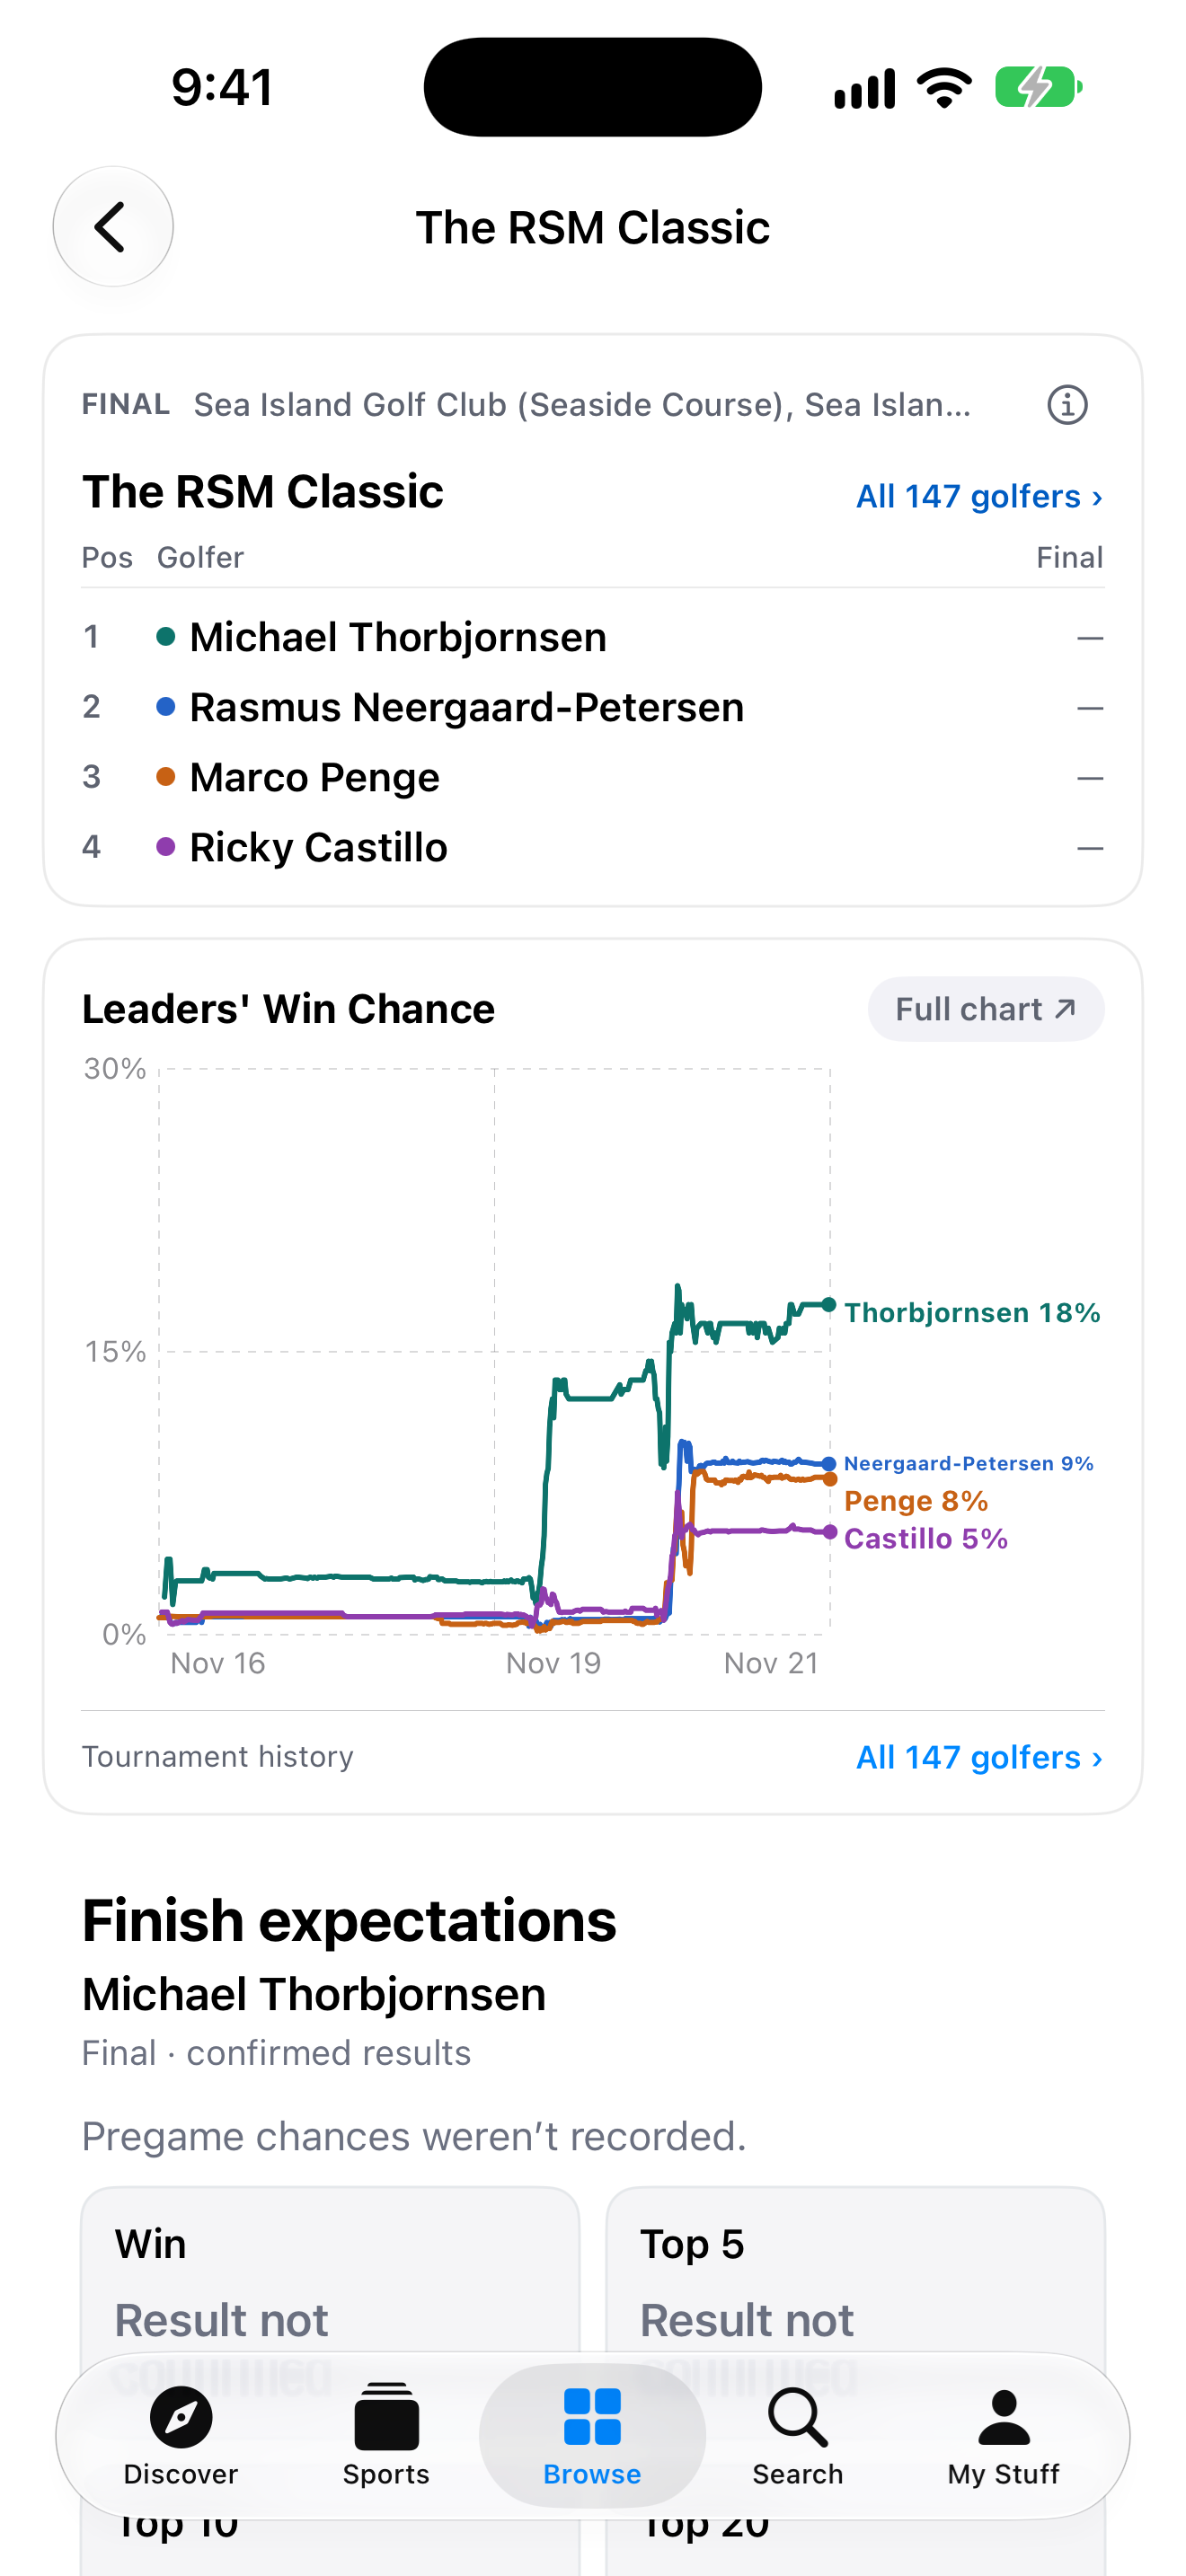 9:41
The RSM Classic
FINAL Sea Island Golf Club (Seaside Course), Sea Islan...
The RSM Classic
All 147 golfers ›
Pos Golfer Final
1 Michael Thorbjornsen —
2 Rasmus Neergaard-Petersen —
3 Marco Penge —
4 Ricky Castillo —
Leaders' Win Chance
Full chart ↗
30%
15%
0%
Thorbjornsen 18%
Neergaard-Petersen 9%
Penge 8%
Castillo 5%
Nov 16 Nov 19 Nov 21
Tournament history
All 147 golfers ›
Finish expectations
Michael Thorbjornsen
Final · confirmed results
Pregame chances weren’t recorded.
Win
Result not
Top 5
Result not
Discover
Sports
Browse
Search
My Stuff
Top 10
Top 20